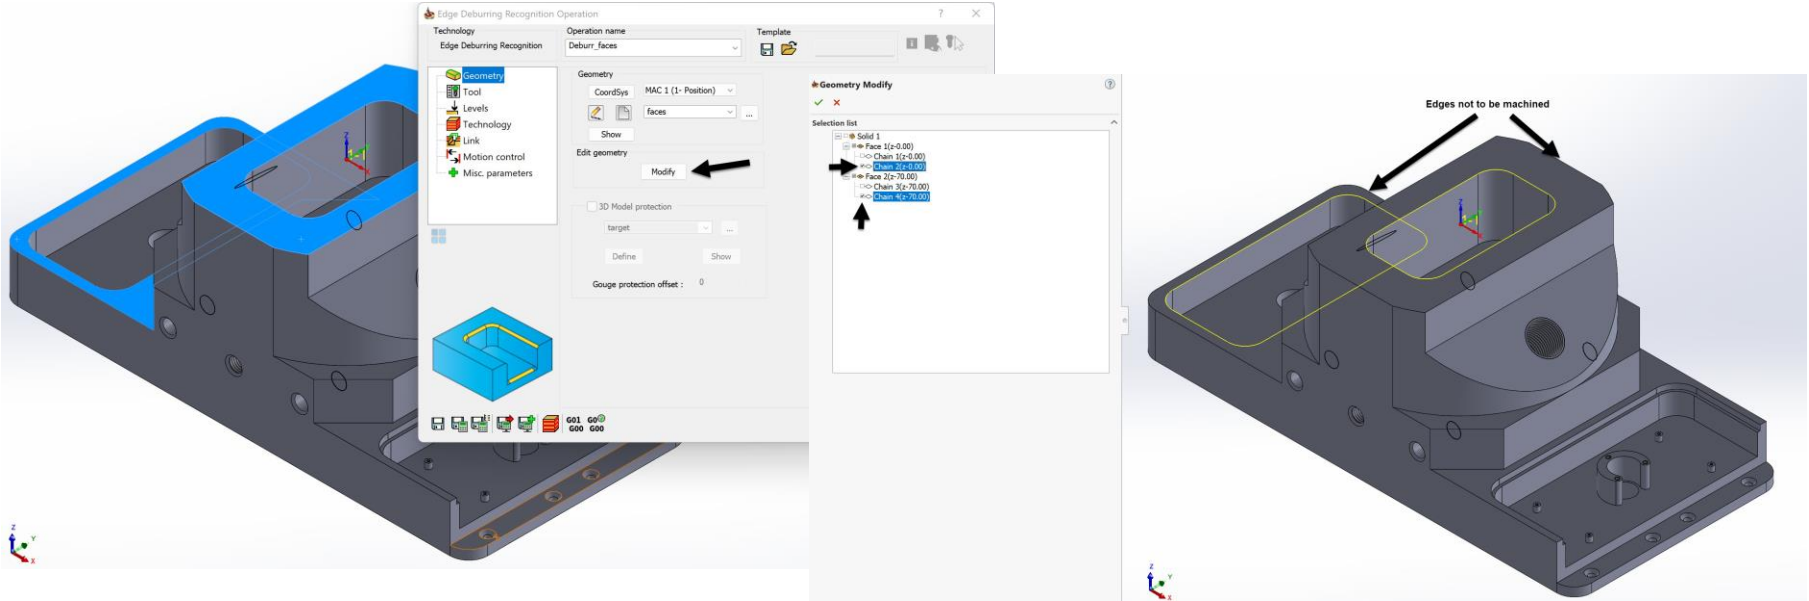 Edge Deburring Recognition Operation
Technology
Edge Deburring Recognition
Operation name
Deburr_faces
Template
Geometry
Tool
Levels
Technology
Link
Motion control
Misc. parameters
Geometry
CoordSys
MAC 1 (1- Position)
faces
...
Show
Edit geometry
Modify
3D Model protection
target
...
Define
Show
Gouge protection offset :
0
G01 G0
G00 G00
Geometry Modify
Selection list
Solid 1
Face 1(z-0.00)
Chain 1(z-0.00)
Chain 2(z-0.00)
Face 2(z-70.00)
Chain 3(z-70.00)
Chain 4(z-70.00)
Edges not to be machined
Z
Y
X
Z
X
Z
Y
X